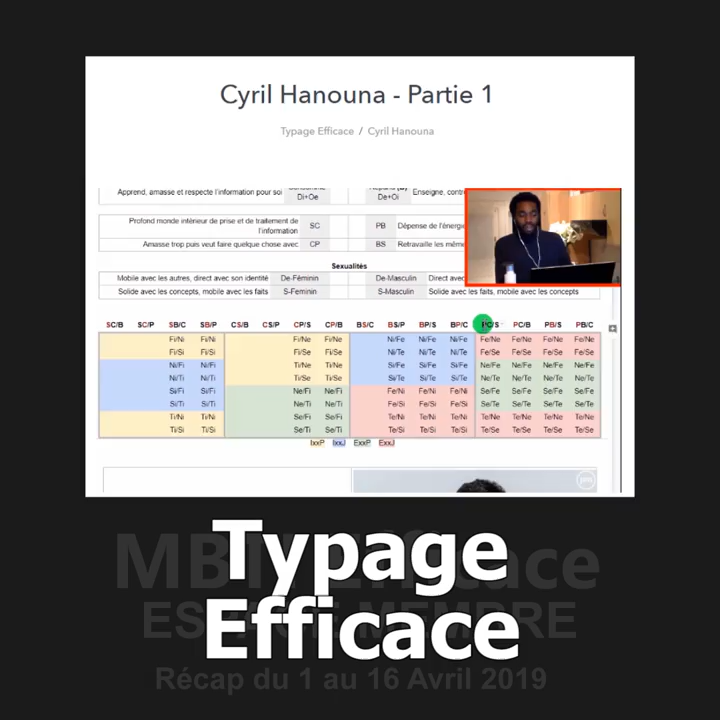 Cyril Hanouna - Partie 1
Typage Efficace / Cyril Hanouna
Apprend, amasse et respecte l'information pour soi
Di+Oe
De+Oi
Enseigne,
Profond monde intérieur de prise et de traitement de
l'information
SC
PB
Dépense de l'énergie
Amasse trop puis veut faire quelque chose avec
CP
BS
Retravaille les
Sexualités
Mobile avec les autres, direct avec son identité
De-Féminin
De-Masculin
Direct
Solide avec les concepts, mobile avec les faits
S-Feminin
S-Masculin
Solide avec les faits, mobile avec les concepts
SC/B SC/P SB/C SB/P CS/B CS/P CP/S CP/B BS/C BS/P BP/S BP/C PC/S PC/B PB/S PB/C
Fi/Ne Fi/Ni Fi/Ne Fi/Ne Ni/Fe Ni/Fe Ni/Fe Fe/Ne Fe/Ne Fe/Ne Fe/Ne
Fi/Si Fi/Si Fi/Se Fi/Se Ni/Te Ni/Te Ni/Te Fe/Se Fe/Se Fe/Se Fe/Se
Ni/Fi Ni/Fi Ti/Ne Ti/Ne Si/Fe Si/Fe Si/Fe Ne/Fe Ne/Fe Ne/Fe Ne/Fe
Ni/Ti Ni/Ti Ti/Se Ti/Se Si/Te Si/Te Si/Te Ne/Te Ne/Te Ne/Te Ne/Te
Si/Fi Si/Fi Ne/Fi Ne/Fi Fe/Ni Fe/Ni Fe/Ni Se/Fe Se/Fe Se/Fe Se/Fe
Si/Ti Si/Ti Ne/Ti Ne/Ti Fe/Si Fe/Si Fe/Si Se/Te Se/Te Se/Te Se/Te
Ti/Ni Ti/Ni Se/Fi Se/Fi Te/Ni Te/Ni Te/Ni Te/Ne Te/Ne Te/Ne Te/Ne
Ti/Si Ti/Si Se/Ti Se/Ti Te/Si Te/Si Te/Si Te/Se Te/Se Te/Se Te/Se
IxxP IxxJ ExxP ExxJ
Typage
Efficace
ESPACE MEMBRE
Récap du 1 au 16 Avril 2019